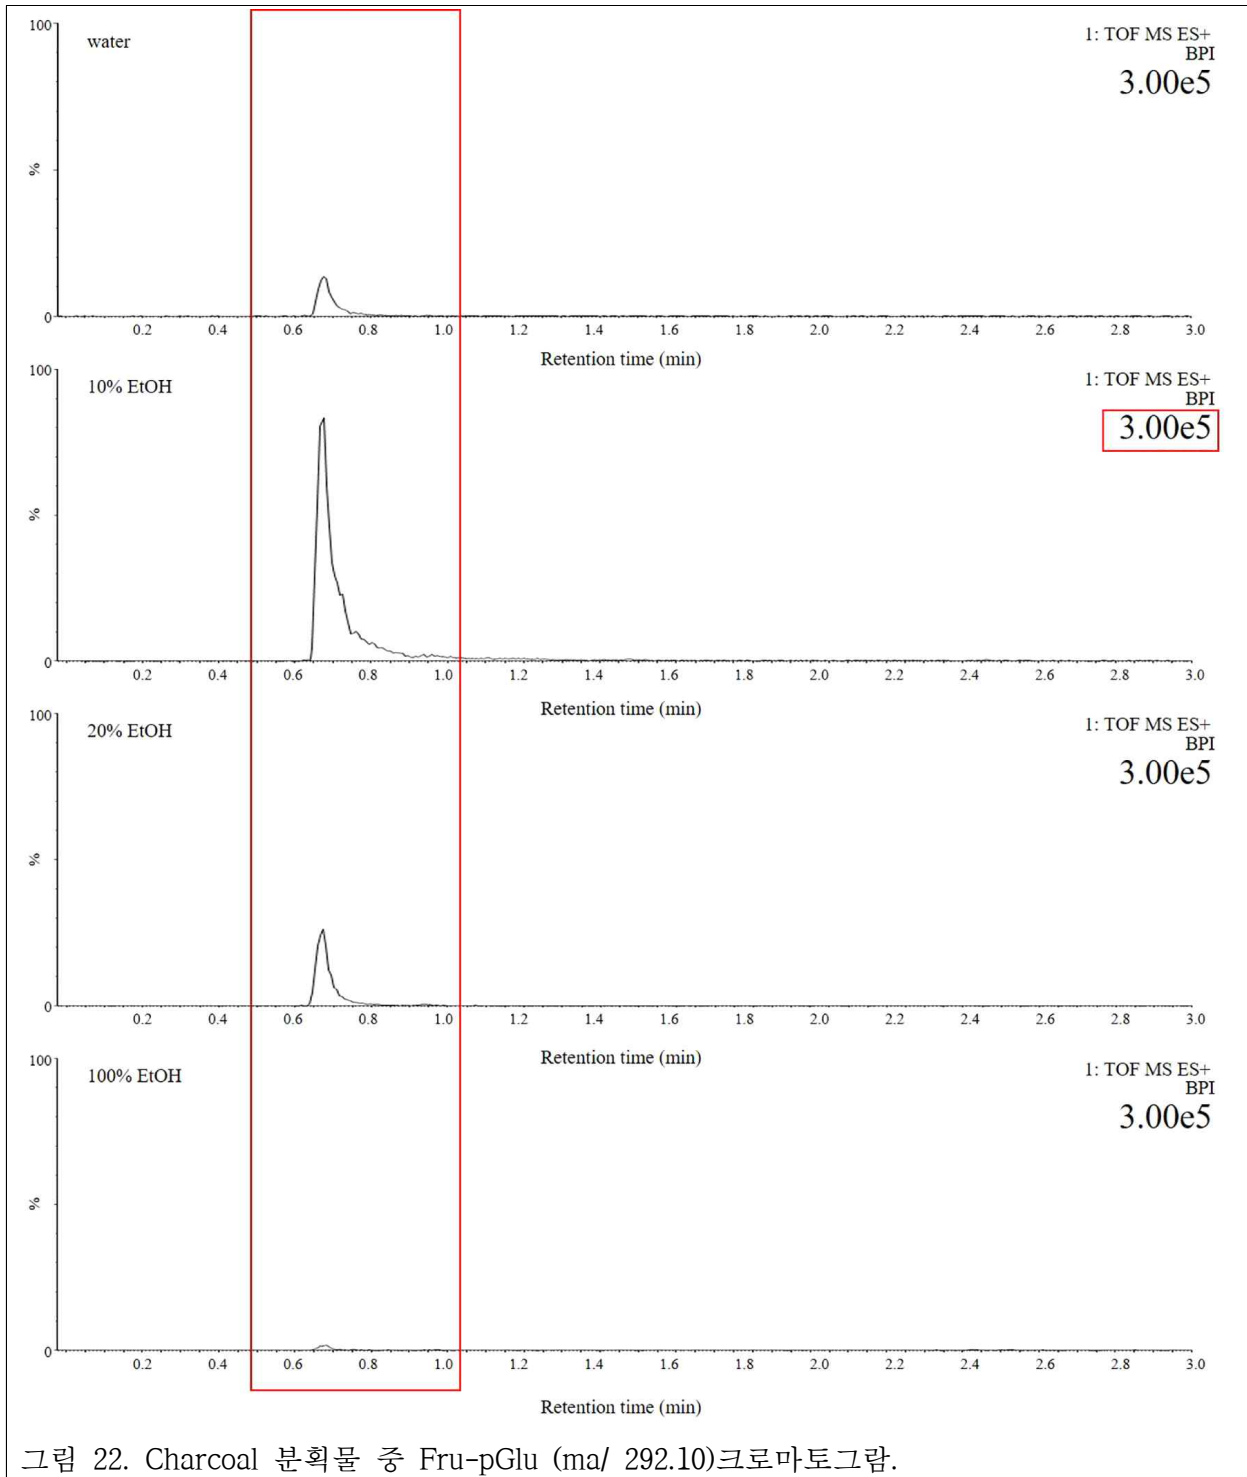 100
water
1: TOF MS ES+
BPI
3.00e5
%
0
0.2 0.4 0.6 0.8 1.0 1.2 1.4 1.6 1.8 2.0 2.2 2.4 2.6 2.8 3.0
Retention time (min)
100
10% EtOH
1: TOF MS ES+
BPI
3.00e5
%
0
0.2 0.4 0.6 0.8 1.0 1.2 1.4 1.6 1.8 2.0 2.2 2.4 2.6 2.8 3.0
Retention time (min)
100
20% EtOH
1: TOF MS ES+
BPI
3.00e5
%
0
0.2 0.4 0.6 0.8 1.0 1.2 1.4 1.6 1.8 2.0 2.2 2.4 2.6 2.8 3.0
Retention time (min)
100
100% EtOH
1: TOF MS ES+
BPI
3.00e5
%
0
0.2 0.4 0.6 0.8 1.0 1.2 1.4 1.6 1.8 2.0 2.2 2.4 2.6 2.8 3.0
Retention time (min)
그림 22. Charcoal 분획물 중 Fru-pGlu (ma/ 292.10)크로마토그람.